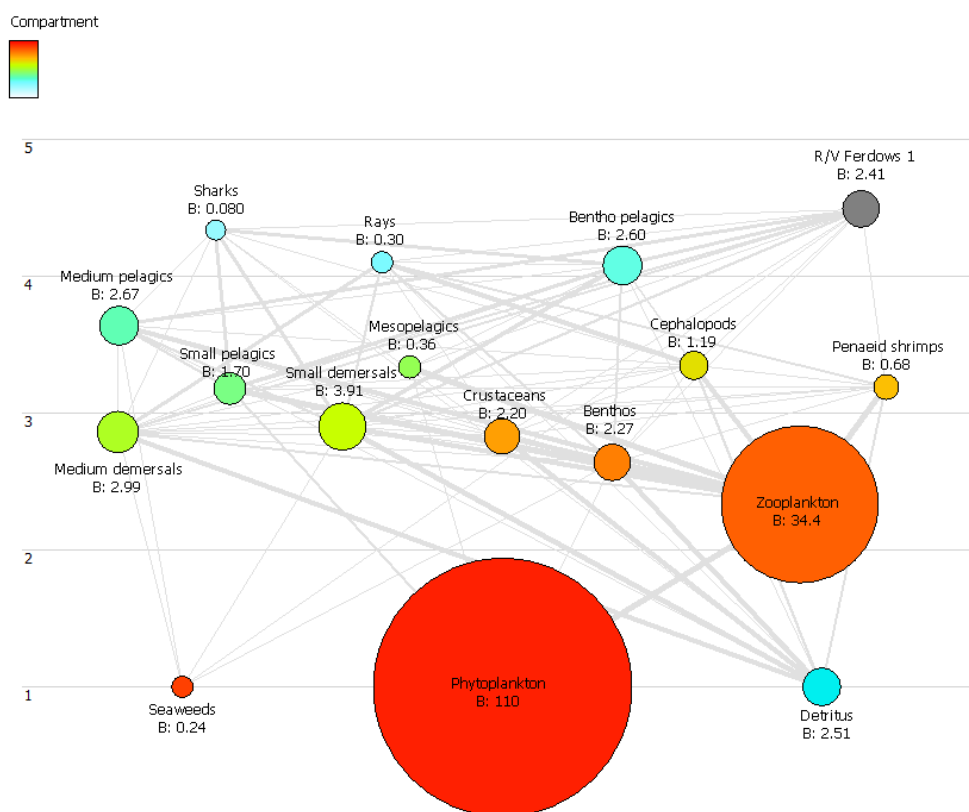 Compartment
5
R/V Ferdows 1
B: 2.41
Sharks
B: 0.080
Rays
B: 0.30
Bentho pelagics
B: 2.60
4
Medium pelagics
B: 2.67
Mesopelagics
B: 0.36
Cephalopods
B: 1.19
Small pelagics
B: 1.70
Small demersals
B: 3.91
Penaeid shrimps
B: 0.68
Crustaceans
B: 2.20
Benthos
B: 2.27
3
Medium demersals
B: 2.99
Zooplankton
B: 34.4
2
1
Phytoplankton
B: 110
Seaweeds
B: 0.24
Detritus
B: 2.51